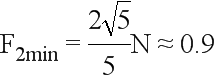 F₂min = 2√5/5 N ≈ 0.9